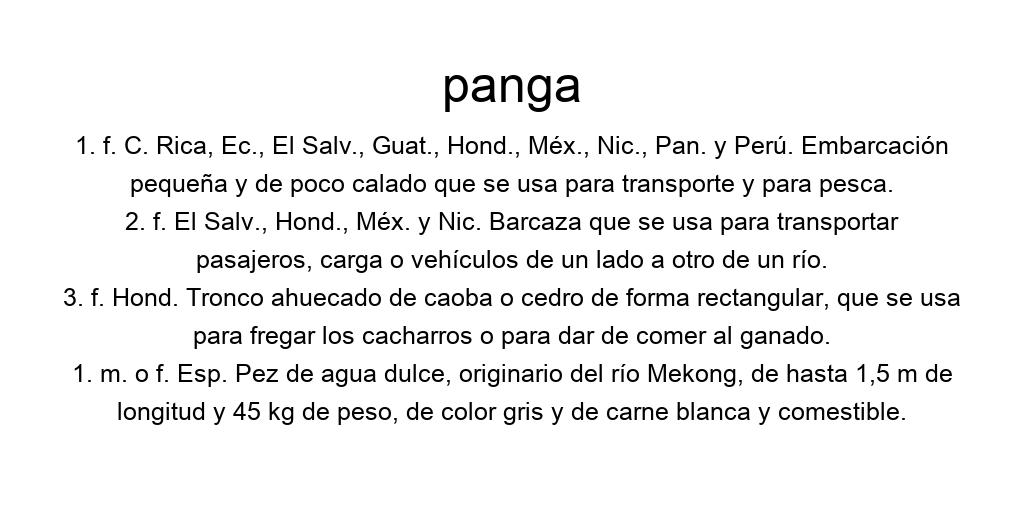 panga
1. f. C. Rica, Ec., El Salv., Guat., Hond., Méx., Nic., Pan. y Perú. Embarcación
pequeña y de poco calado que se usa para transporte y para pesca.
2. f. El Salv., Hond., Méx. y Nic. Barcaza que se usa para transportar
pasajeros, carga o vehículos de un lado a otro de un río.
3. f. Hond. Tronco ahuecado de caoba o cedro de forma rectangular, que se usa
para fregar los cacharros o para dar de comer al ganado.
1. m. o f. Esp. Pez de agua dulce, originario del río Mekong, de hasta 1,5 m de
longitud y 45 kg de peso, de color gris y de carne blanca y comestible.